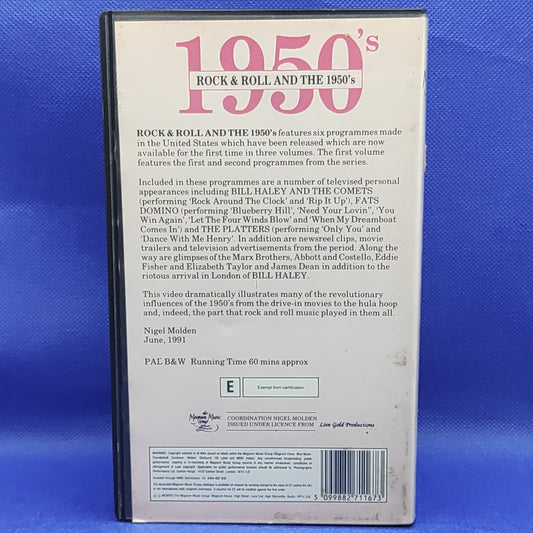 1950's
ROCK & ROLL AND THE 1950's
ROCK & ROLL AND THE 1950's features six programmes made
in the United States which have been released which are now
available for the first time in three volumes. The first volume
features the first and second programmes from the series.
Included in these programmes are a number of televised personal
appearances including BILL HALEY AND THE COMETS
(performing 'Rock Around The Clock' and 'Rip It Up'), FATS
DOMINO (performing 'Blueberry Hill', 'Need Your Lovin'', 'You
Win Again', 'Let The Four Winds Blow' and 'When My Dreamboat
Comes In') and THE PLATTERS (performing 'Only You' and
'Dance With Me Henry'. In addition are newsreel clips, movie
trailers and television advertisements from the period. Along the
way are glimpses of the Marx Brothers, Abbott and Costello, Eddie
Fisher and Elizabeth Taylor and James Dean in addition to the
riotous arrival in London of BILL HALEY.
This video dramatically illustrates many of the revolutionary
influences of the 1950's from the drive-in movies to the hula hoop
and, indeed, the part that rock and roll music played in them all.
Nigel Molden
June, 1991
PAL B&W Running Time 60 mins approx
E Exempt from certification
the Magnum Music Group
COORDINATION NIGEL MOLDEN
ISSUED UNDER LICENCE FROM Live Gold Productions
5 099882 711673